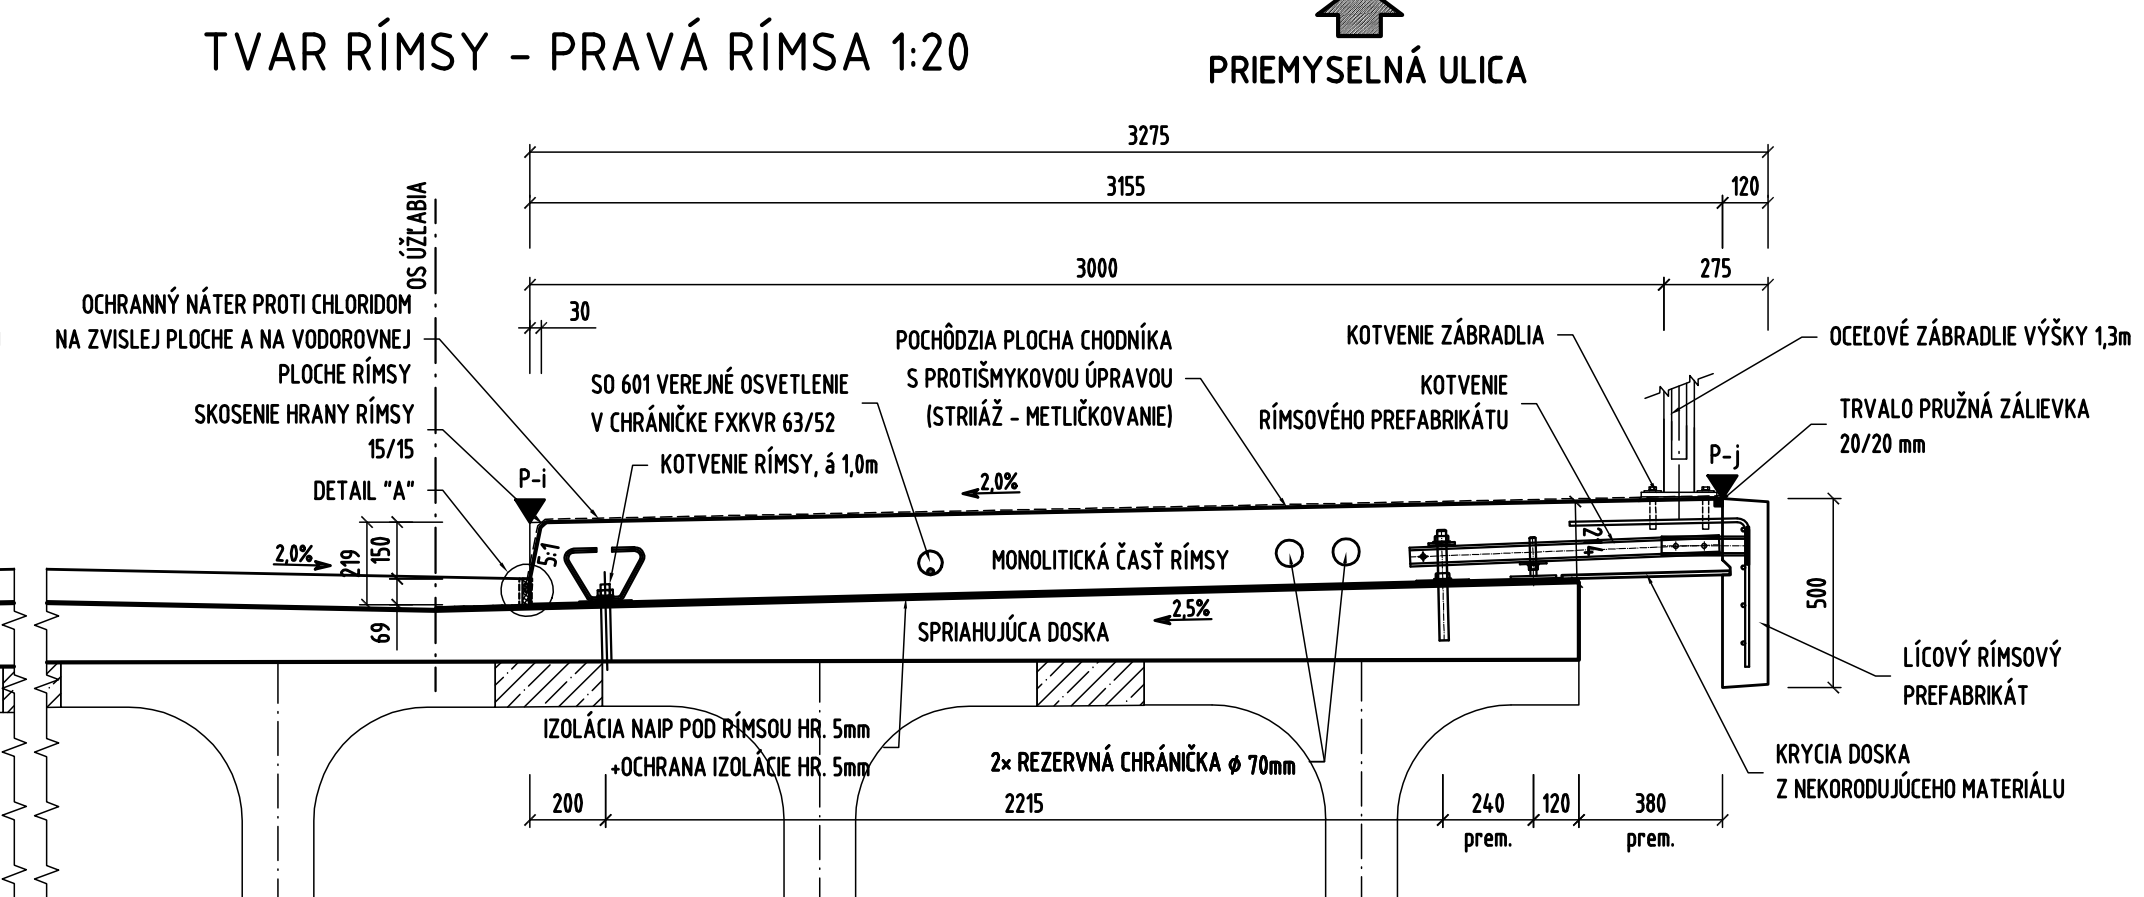 TVAR RÍMSY - PRAVÁ RÍMSA 1:20
PRIEMYSELNÁ ULICA
3275
3155
120
3000
275
30
OS ÚŽĽABIA
OCHRANNÝ NÁTER PROTI CHLORIDOM
NA ZVISLEJ PLOCHE A NA VODOROVNEJ
PLOCHE RÍMSY
SKOSENIE HRANY RÍMSY
15/15
DETAIL "A"
P-i
SO 601 VEREJNÉ OSVETLENIE
V CHRÁNIČKE FXKVR 63/52
KOTVENIE RÍMSY, á 1,0m
POCHÔDZIA PLOCHA CHODNÍKA
S PROTIŠMYKOVOU ÚPRAVOU
(STRIIÁŽ - METLIČKOVANIE)
KOTVENIE ZÁBRADLIA
KOTVENIE
RÍMSOVÉHO PREFABRIKÁTU
OCEĽOVÉ ZÁBRADLIE VÝŠKY 1,3m
TRVALO PRUŽNÁ ZÁLIEVKA
20/20 mm
P-j
2,0%
2,0%
219
150
69
5:1
MONOLITICKÁ ČASŤ RÍMSY
SPRIAHUJÚCA DOSKA
2,5%
500
LÍCOVÝ RÍMSOVÝ
PREFABRIKÁT
KRYCIA DOSKA
Z NEKORODUJÚCEHO MATERIÁLU
IZOLÁCIA NAIP POD RÍMSOU HR. 5mm
+OCHRANA IZOLÁCIE HR. 5mm
2x REZERVNÁ CHRÁNIČKA ϕ 70mm
200
2215
240
prem.
120
380
prem.